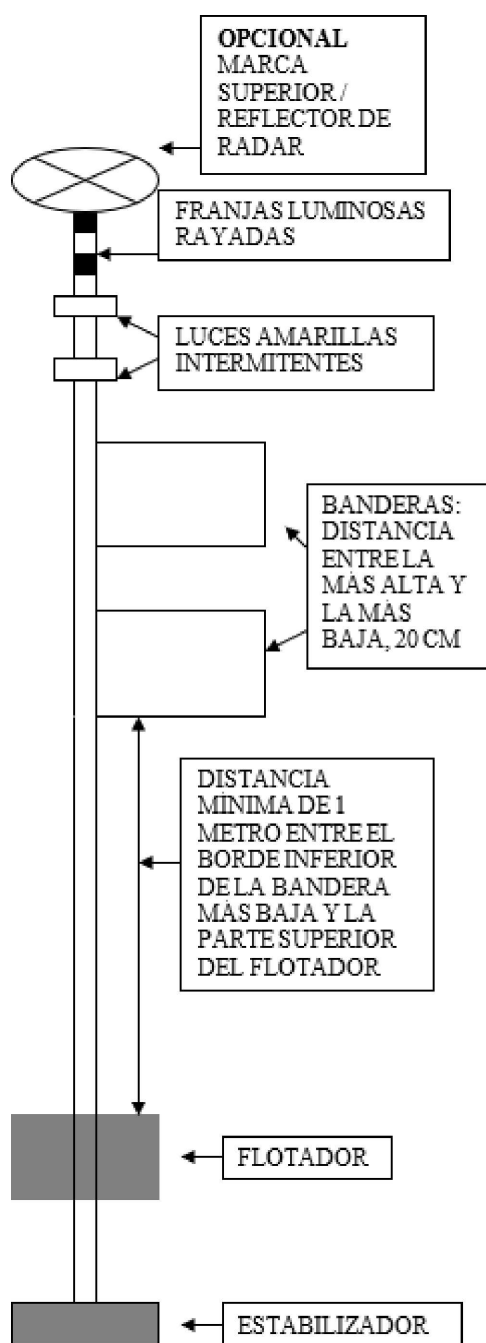 OPCIONAL
MARCA
SUPERIOR /
REFLECTOR DE
RADAR
FRANJAS LUMINOSAS
RAYADAS
LUCES AMARILLAS
INTERMITENTES
BANDERAS:
DISTANCIA
ENTRE LA
MÁS ALTA Y
LA MÁS
BAJA, 20 CM
DISTANCIA
MÍNIMA DE 1
METRO ENTRE EL
BORDE INFERIOR
DE LA BANDERA
MÁS BAJA Y LA
PARTE SUPERIOR
DEL FLOTADOR
FLOTADOR
ESTABILIZADOR